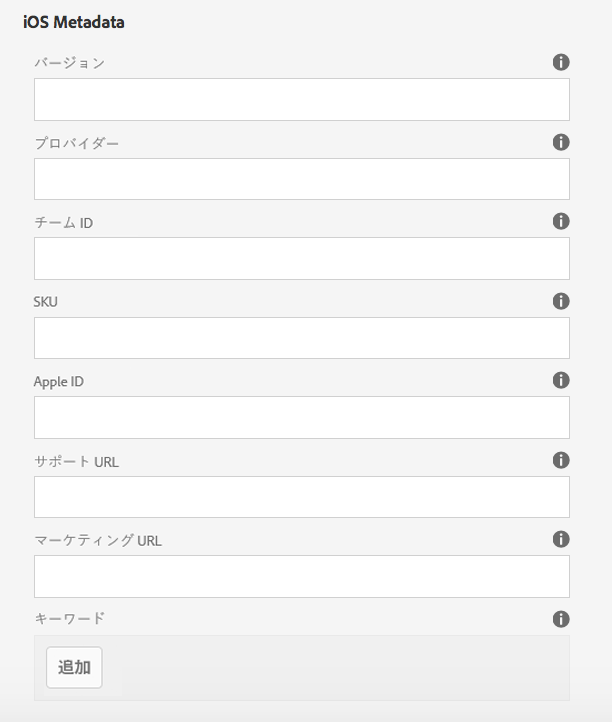 iOS Metadata
バージョン
プロバイダー
チーム ID
SKU
Apple ID
サポート URL
マーケティング URL
キーワード
追加